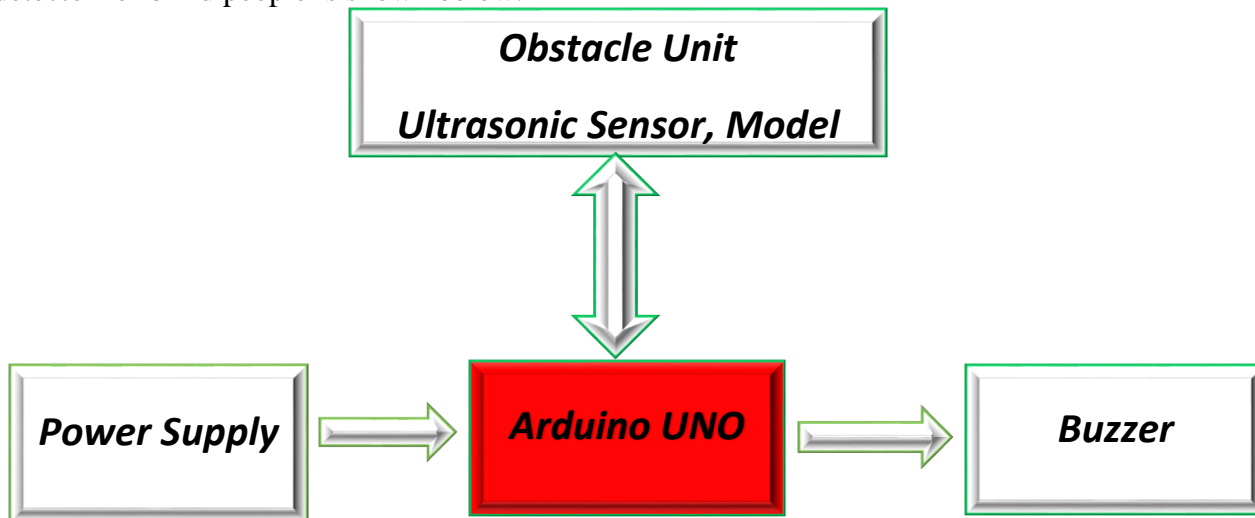 Obstacle Unit
Ultrasonic Sensor, Model
Power Supply
Arduino UNO
Buzzer